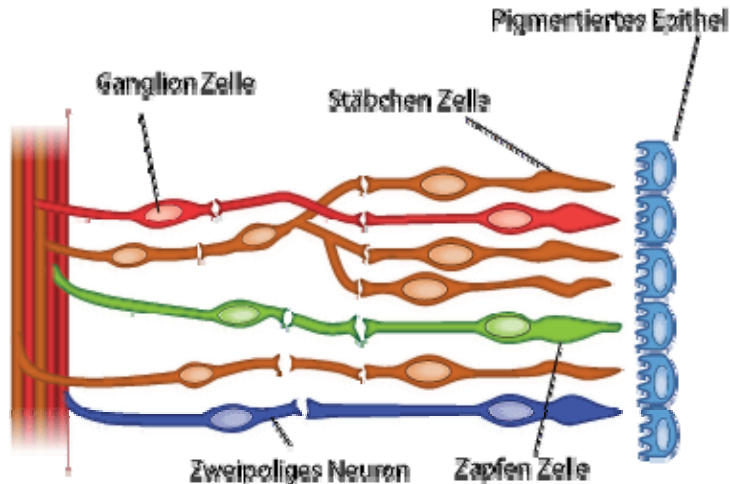 Pigmentiertes Epithel
Ganglion Zelle
Stäbchen Zelle
Zweipoliges Neuron
Zapfen Zelle